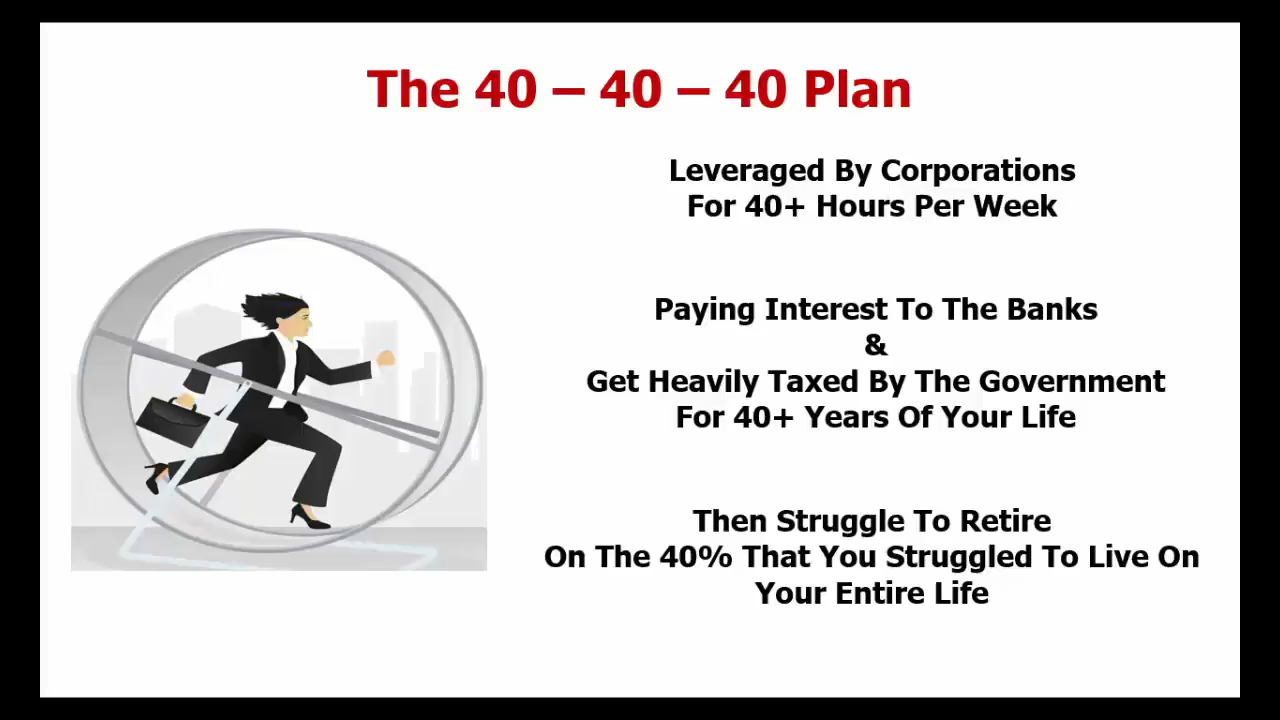 The 40 – 40 – 40 Plan
Leveraged By Corporations
For 40+ Hours Per Week
Paying Interest To The Banks
&
Get Heavily Taxed By The Government
For 40+ Years Of Your Life
Then Struggle To Retire
On The 40% That You Struggled To Live On
Your Entire Life